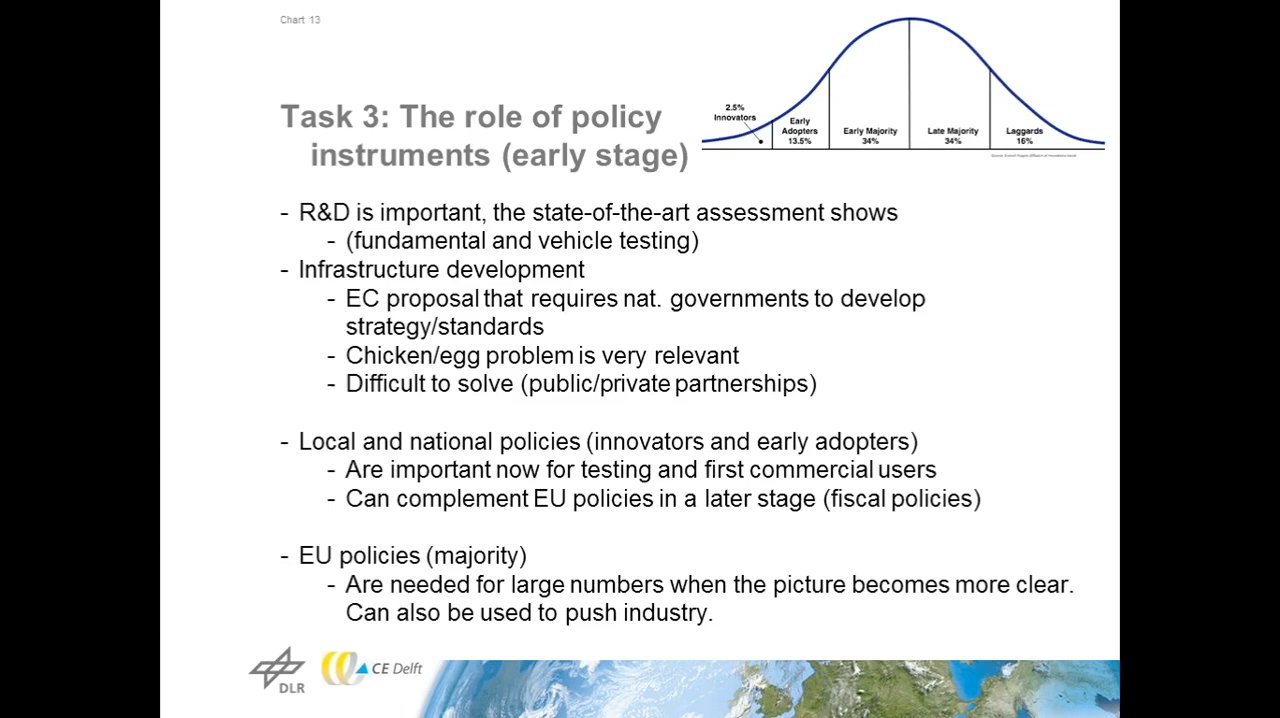 Chart 13
Task 3: The role of policy
instruments (early stage)
2.5%
Innovators
Early
Adopters
13.5%
Early Majority
34%
Late Majority
34%
Laggards
16%
- R&D is important, the state-of-the-art assessment shows
- (fundamental and vehicle testing)
- Infrastructure development
- EC proposal that requires nat. governments to develop
strategy/standards
- Chicken/egg problem is very relevant
- Difficult to solve (public/private partnerships)
- Local and national policies (innovators and early adopters)
- Are important now for testing and first commercial users
- Can complement EU policies in a later stage (fiscal policies)
- EU policies (majority)
- Are needed for large numbers when the picture becomes more clear.
Can also be used to push industry.
DLR
CE Delft